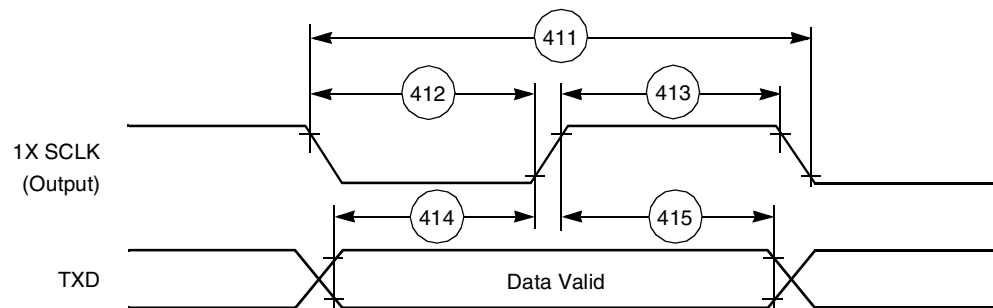 411
412
413
1X SCLK
(Output)
414
415
TXD
Data Valid